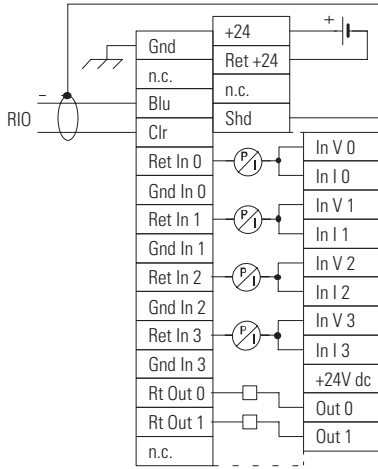 +24
+
Gnd
Ret +24
n.c.
n.c.
– –
Blu
Shd
RIO
Clr
Ret In 0
P I
In V 0
Gnd In 0
In I 0
Ret In 1
P I
In V 1
Gnd In 1
In I 1
Ret In 2
P I
In V 2
Gnd In 2
In I 2
Ret In 3
P I
In V 3
Gnd In 3
In I 3
+24V dc
Rt Out 0
Out 0
Rt Out 1
Out 1
n.c.